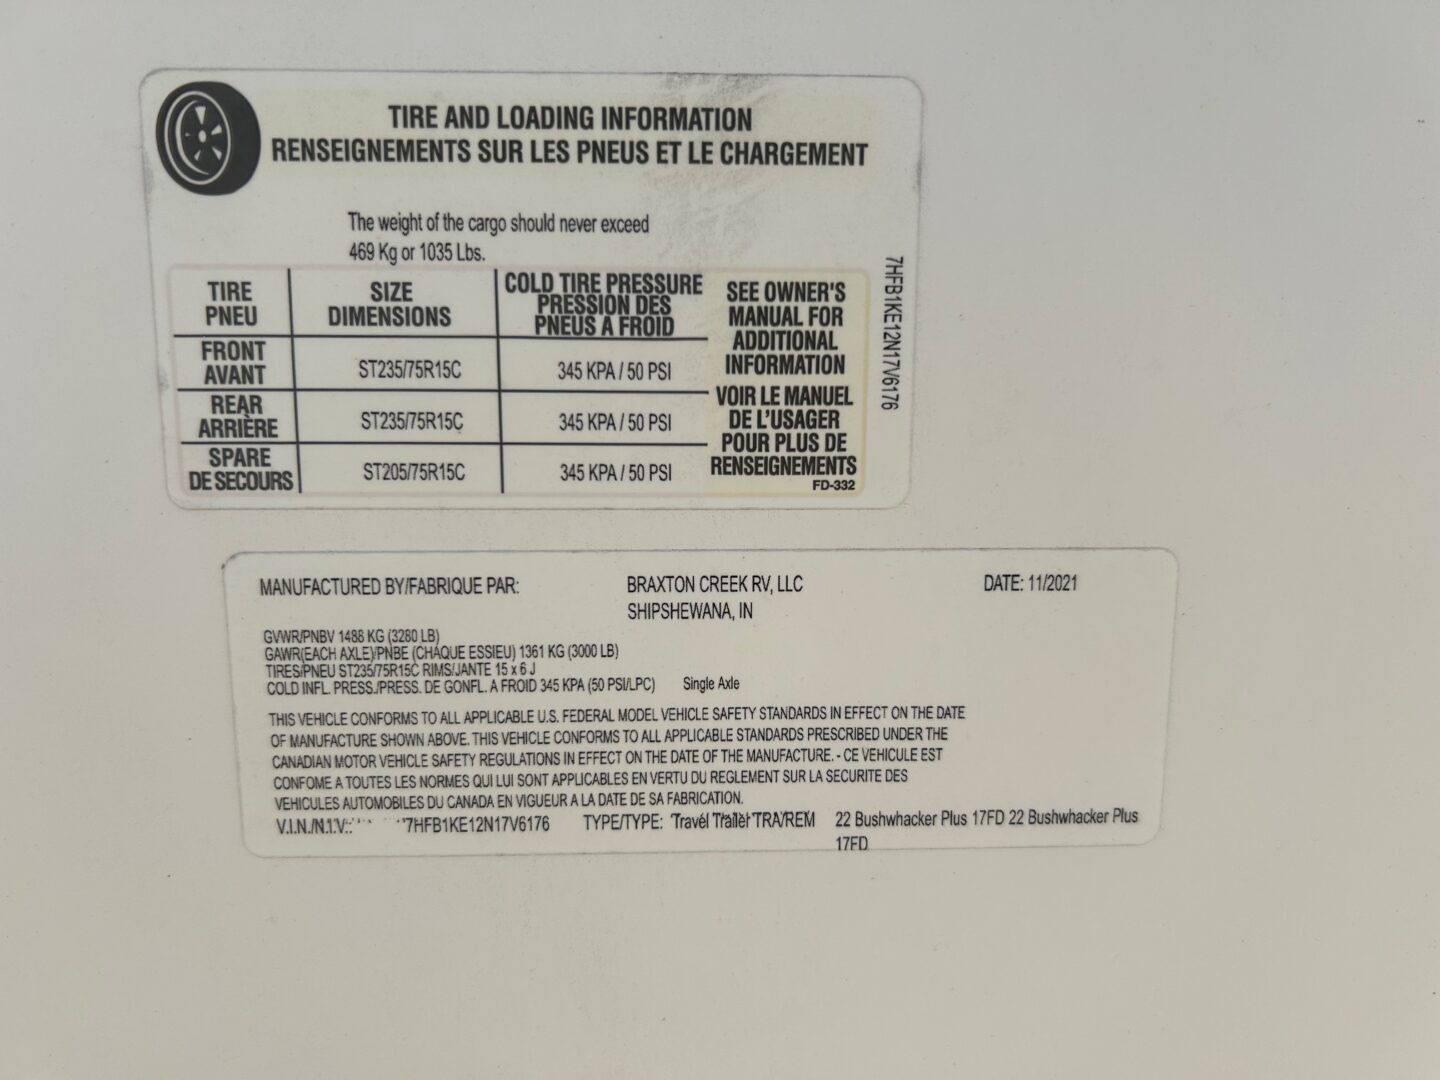 TIRE AND LOADING INFORMATION
RENSEIGNEMENTS SUR LES PNEUS ET LE CHARGEMENT
The weight of the cargo should never exceed
469 Kg or 1035 Lbs.
TIRE
PNEU
SIZE
DIMENSIONS
COLD TIRE PRESSURE
PRESSION DES
PNEUS A FROID
FRONT
AVANT
ST235/75R15C
345 KPA / 50 PSI
REAR
ARRIÈRE
ST235/75R15C
345 KPA / 50 PSI
SPARE
DE SECOURS
ST205/75R15C
345 KPA / 50 PSI
SEE OWNER'S
MANUAL FOR
ADDITIONAL
INFORMATION
VOIR LE MANUEL
DE L'USAGER
POUR PLUS DE
RENSEIGNEMENTS
FD-332
7HFB1KE12N17V6176
MANUFACTURED BY/FABRIQUE PAR: BRAXTON CREEK RV, LLC DATE: 11/2021
SHIPSHEWANA, IN
GVWR/PNBV 1488 KG (3280 LB)
GAWR(EACH AXLE)/PNBE (CHAQUE ESSIEU) 1361 KG (3000 LB)
TIRES/PNEU ST235/75R15C RIMS/JANTE 15 x 6 J
COLD INFL. PRESS./PRESS. DE GONFL. A FROID 345 KPA (50 PSI/LPC) Single Axle
THIS VEHICLE CONFORMS TO ALL APPLICABLE U.S. FEDERAL MODEL VEHICLE SAFETY STANDARDS IN EFFECT ON THE DATE
OF MANUFACTURE SHOWN ABOVE. THIS VEHICLE CONFORMS TO ALL APPLICABLE STANDARDS PRESCRIBED UNDER THE
CANADIAN MOTOR VEHICLE SAFETY REGULATIONS IN EFFECT ON THE DATE OF THE MANUFACTURE. - CE VEHICULE EST
CONFOME A TOUTES LES NORMES QUI LUI SONT APPLICABLES EN VERTU DU REGLEMENT SUR LA SECURITE DES
VEHICULES AUTOMOBILES DU CANADA EN VIGUEUR A LA DATE DE SA FABRICATION.
V.I.N./N.I.V.: 7HFB1KE12N17V6176 TYPE/TYPE: Travel Trailer TRA/REM 22 Bushwhacker Plus 17FD 22 Bushwhacker Plus
17FD